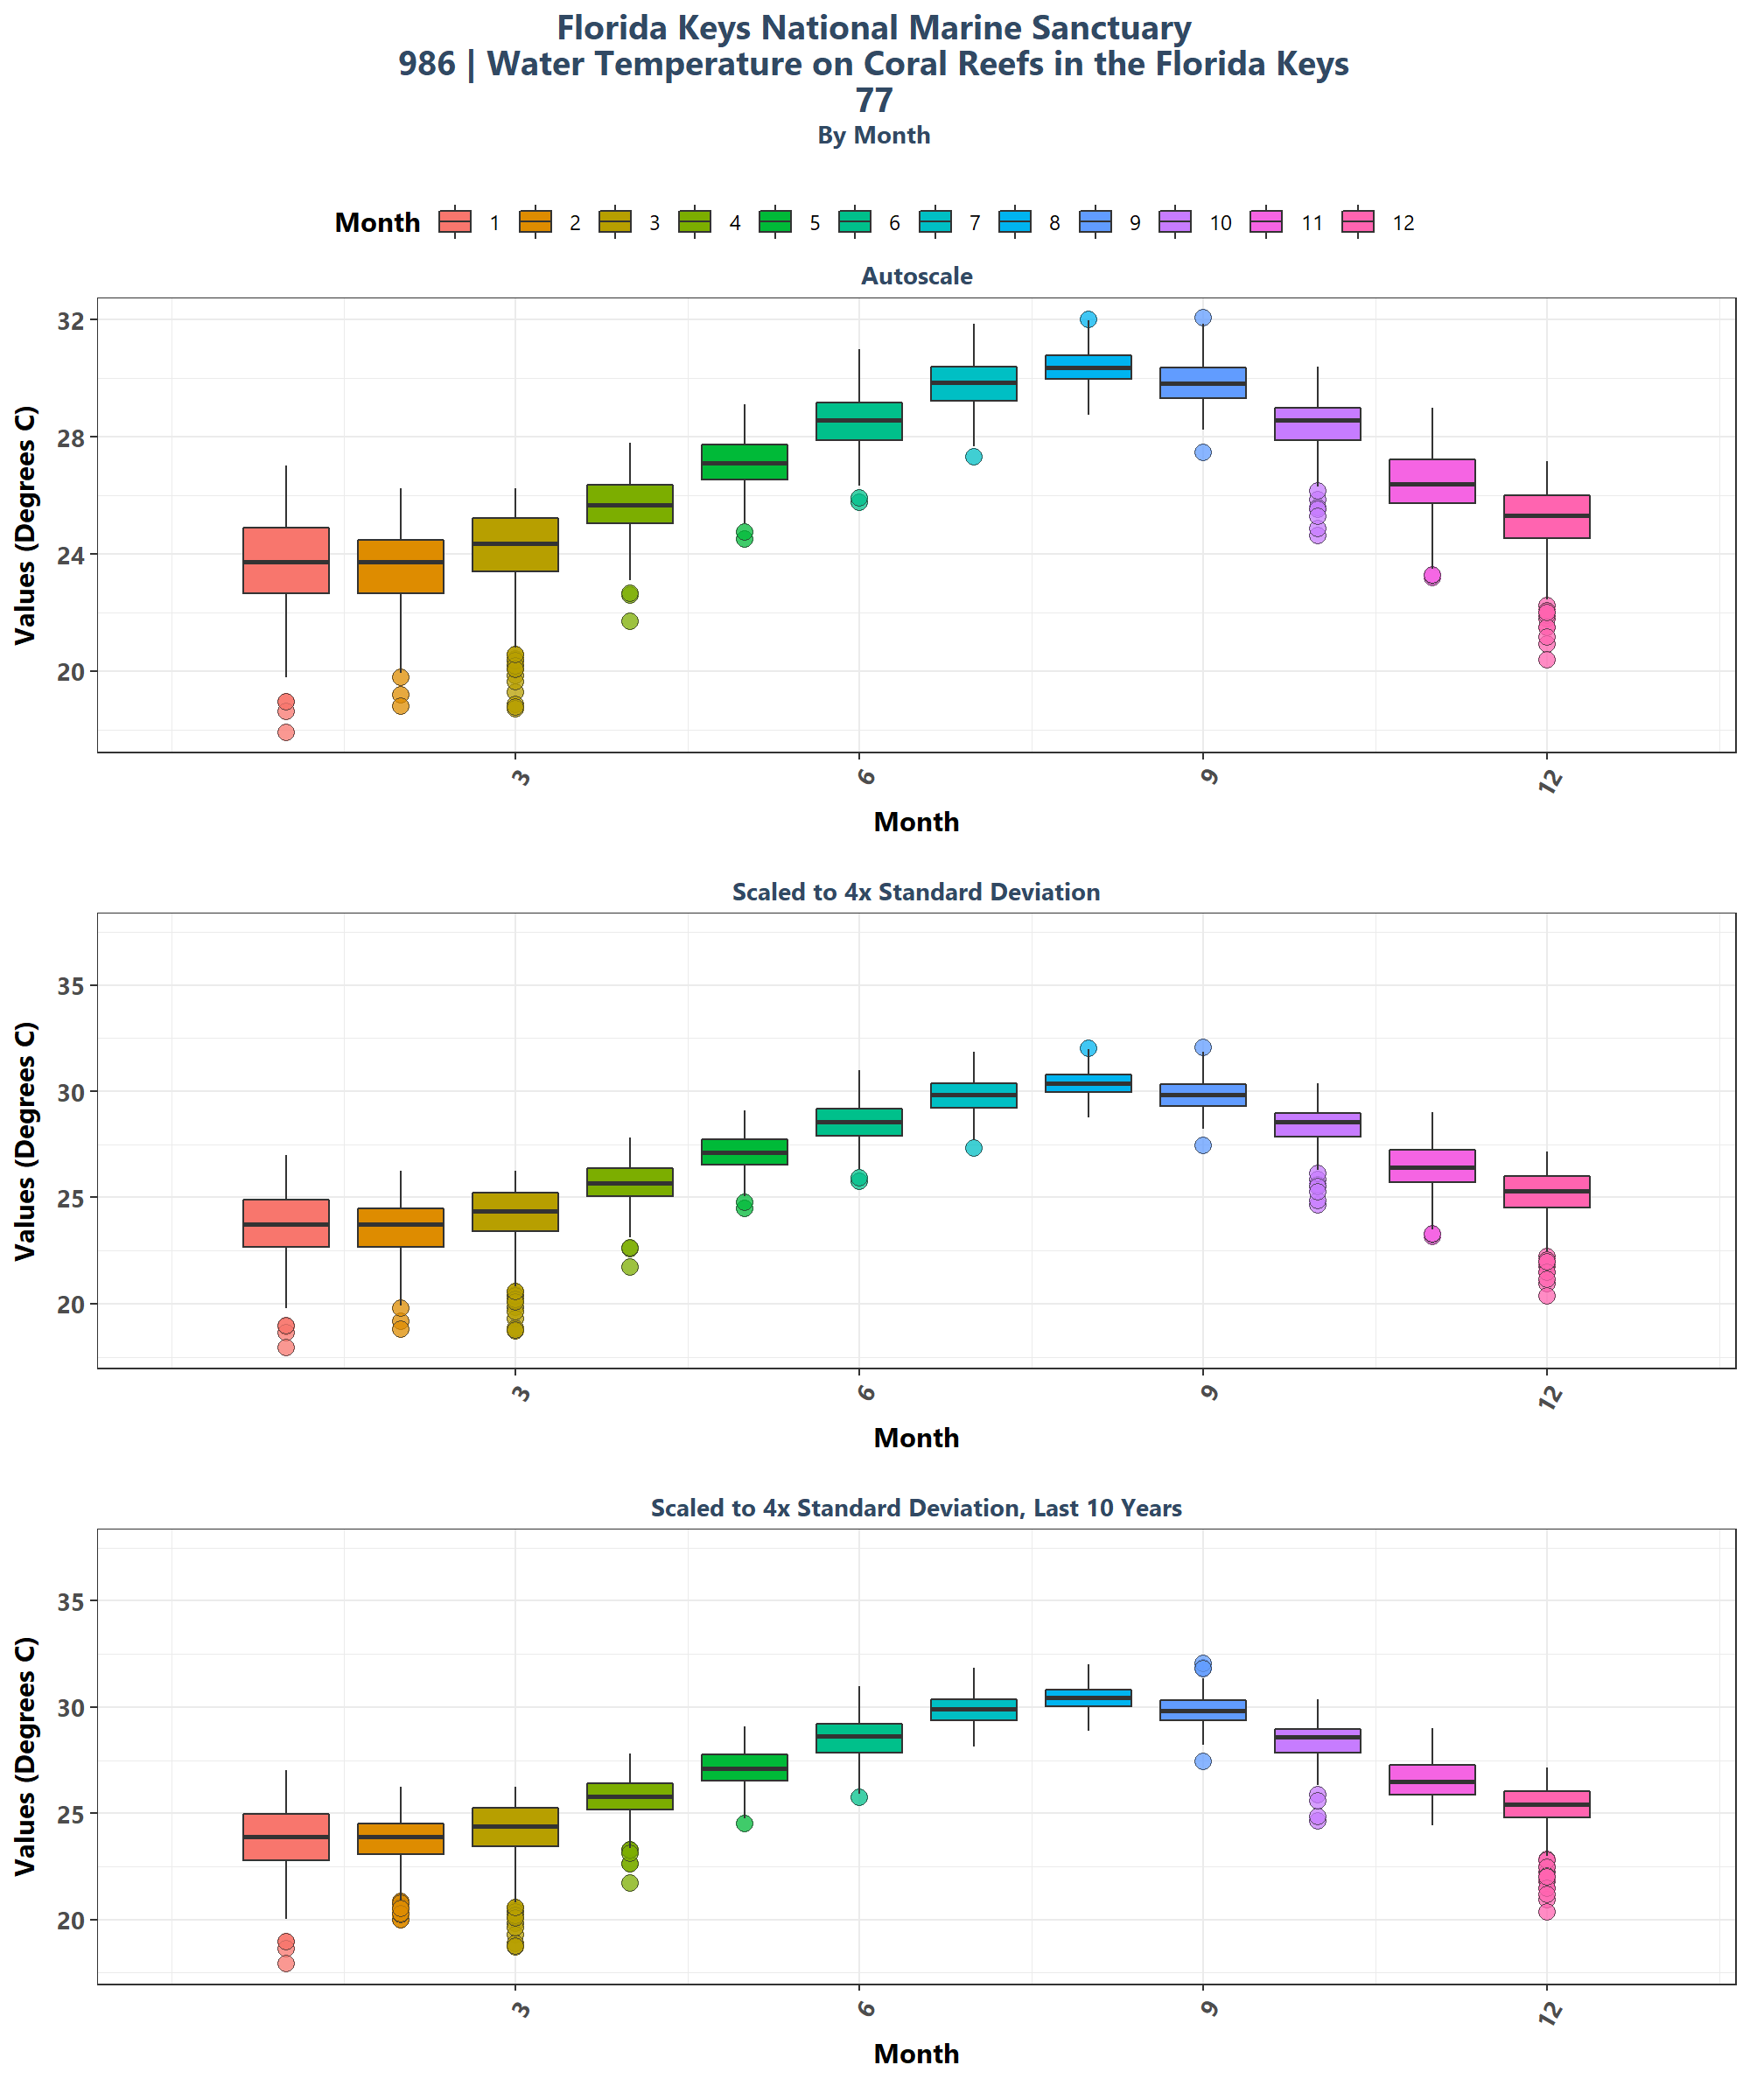 Florida Keys National Marine Sanctuary
986 | Water Temperature on Coral Reefs in the Florida Keys
77
By Month
Month 1 2 3 4 5 6 7 8 9 10 11 12
Autoscale
Values (Degrees C)
32
28
24
20
3 6 9 12
Month
Scaled to 4x Standard Deviation
Values (Degrees C)
35
30
25
20
3 6 9 12
Month
Scaled to 4x Standard Deviation, Last 10 Years
Values (Degrees C)
35
30
25
20
3 6 9 12
Month